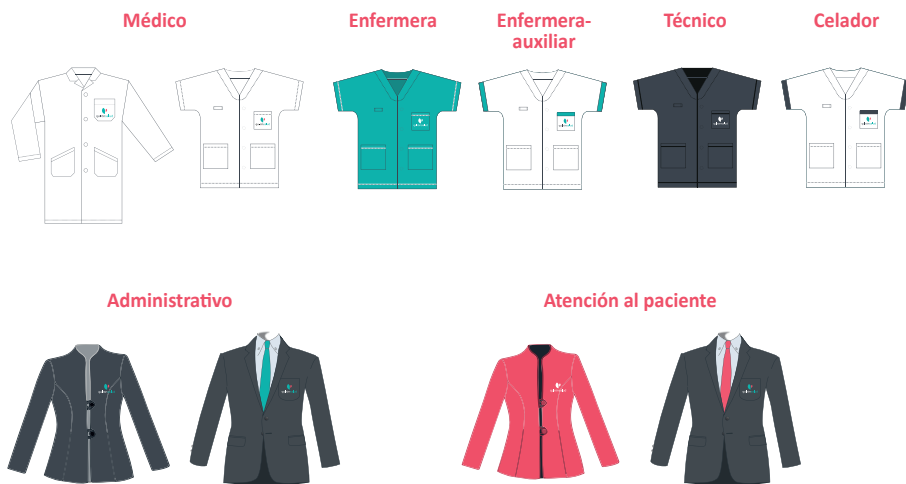 Médico
Enfermera
Enfermera-
auxiliar
Técnico
Celador
Administrativo
Atención al paciente